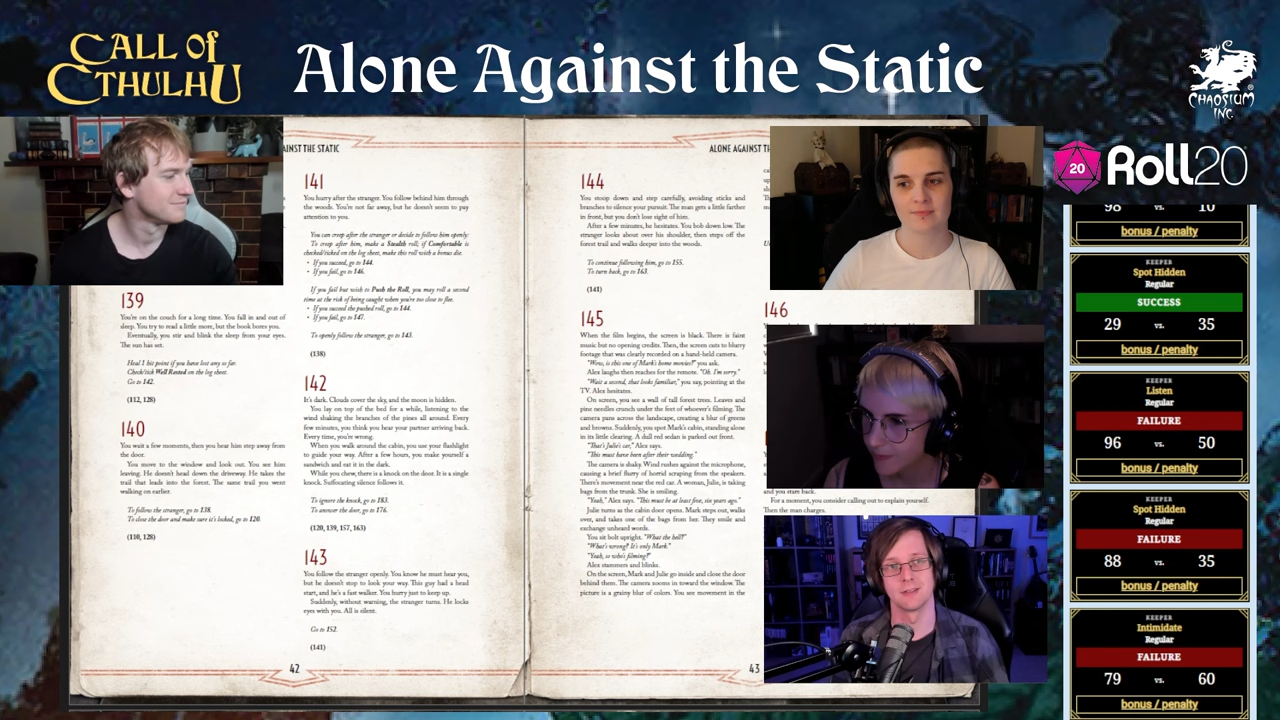 CALL of
CTHULHU
Alone Against the Static
CHAOSIUM
INC
20
Roll20
AINST THE STATIC
139
You're on the couch for a long time. You fall in and out of
sleep. You try to read a little more, but the book bores you.
Eventually, you stir and blink the sleep from your eyes.
The sun has set.
Heal 1 hit point if you have lost any so far.
Check/tick Well Rested on the log sheet.
Go to 142.
(112, 128)
140
You wait a few moments, then you hear him step away from
the door.
You move to the window and look out. You see him
leaving. He doesn't head down the driveway. He takes the
trail that leads into the forest. The same trail you went
walking on earlier.
To follow the stranger, go to 138.
To close the door and make sure it's locked, go to 120.
(110, 128)
141
You hurry after the stranger. You follow behind him through
the woods. You're not far away, but he doesn't seem to pay
attention to you.
You can creep after the stranger or decide to follow openly.
To creep after him, make a Stealth roll; if Comfortable is
checked/ticked on the log sheet, make this roll with a bonus die.
• If you succeed, go to 144.
• If you fail, go to 146.
If you fail but wish to Push the Roll, you may roll a second
time at the risk of being caught when you're too close to flee.
• If you succeed the pushed roll, go to 144.
• If you fail, go to 147.
To openly follow the stranger, go to 143.
(138)
142
It's dark. Clouds cover the sky, and the moon is hidden.
You lay on top of the bed for a while, listening to the
wind shaking the branches of the pines all around. Every
few minutes, you think you hear your partner arriving back.
Every time, you're wrong.
When you walk around the cabin, you use your flashlight
to guide your way. After a few hours, you make yourself a
sandwich and eat it in the dark.
While you chew, there is a knock on the door. It is a single
knock. Suffocating silence follows it.
To ignore the knock, go to 183.
To answer the door, go to 176.
(120, 139, 157, 163)
143
You follow the stranger openly. You know he must hear you,
but he doesn't stop to look your way. This guy had a head
start, and he's a fast walker. You hurry just to keep up.
Suddenly, without warning, the stranger turns. He locks
eyes with you. All is silent.
Go to 152.
(141)
42
ALONE AGAINST TH
144
You stoop down and step carefully, avoiding sticks and
branches to silence your pursuit. The man gets a little farther
in front, but you don't lose sight of him.
After a few minutes, he hesitates. You bob down low. The
stranger looks about over his shoulder, then steps off the
forest trail and walks deeper into the woods.
To continue following him, go to 155.
To turn back, go to 163.
(141)
145
When the film begins, the screen is black. There is faint
music but no opening credits. Then, the screen cuts to blurry
footage that was clearly recorded on a hand-held camera.
"Wow, is this one of Mark's home movies?" you ask.
Alex laughs then reaches for the remote. "Oh. I'm sorry."
"Wait a second, that looks familiar," you say, pointing at the
TV. Alex hesitates.
On screen, you see a wall of tall forest trees. Leaves and
pine needles crunch under the feet of whoever's filming. The
camera pans across the landscape, creating a blur of greens
and browns. Suddenly, you spot Mark's cabin, standing alone
in its little clearing. A dull red sedan is parked out front.
"That's Julie's car," Alex says.
"This must have been after their wedding."
The camera is shaky. Wind rushes against the microphone,
causing a brief flurry of horrid scraping from the speakers.
There's movement near the red car. A woman, Julie, is taking
bags from the trunk. She is smiling.
"Yeah," Alex says. "This must be at least five, six years ago."
Julie turns as the cabin door opens. Mark steps out, walks
over, and takes one of the bags from her. They smile and
exchange unheard words.
You sit bolt upright. "What the hell?"
"What's wrong? It's only Mark."
"Yeah, so who's filming?"
Alex stammers and blinks.
On the screen, Mark and Julie go inside and close the door
behind them. The camera zooms in toward the window. The
picture is a grainy blur of colors. You see movement in the
43
146
and you stare back.
For a moment, you consider calling out to explain yourself.
Then the man charges.
98 vs. 10
bonus / penalty
KEEPER
Spot Hidden
Regular
SUCCESS
29 vs. 35
bonus / penalty
KEEPER
Listen
Regular
FAILURE
96 vs. 50
bonus / penalty
KEEPER
Spot Hidden
Regular
FAILURE
88 vs. 35
bonus / penalty
KEEPER
Intimidate
Regular
FAILURE
79 vs. 60
bonus / penalty